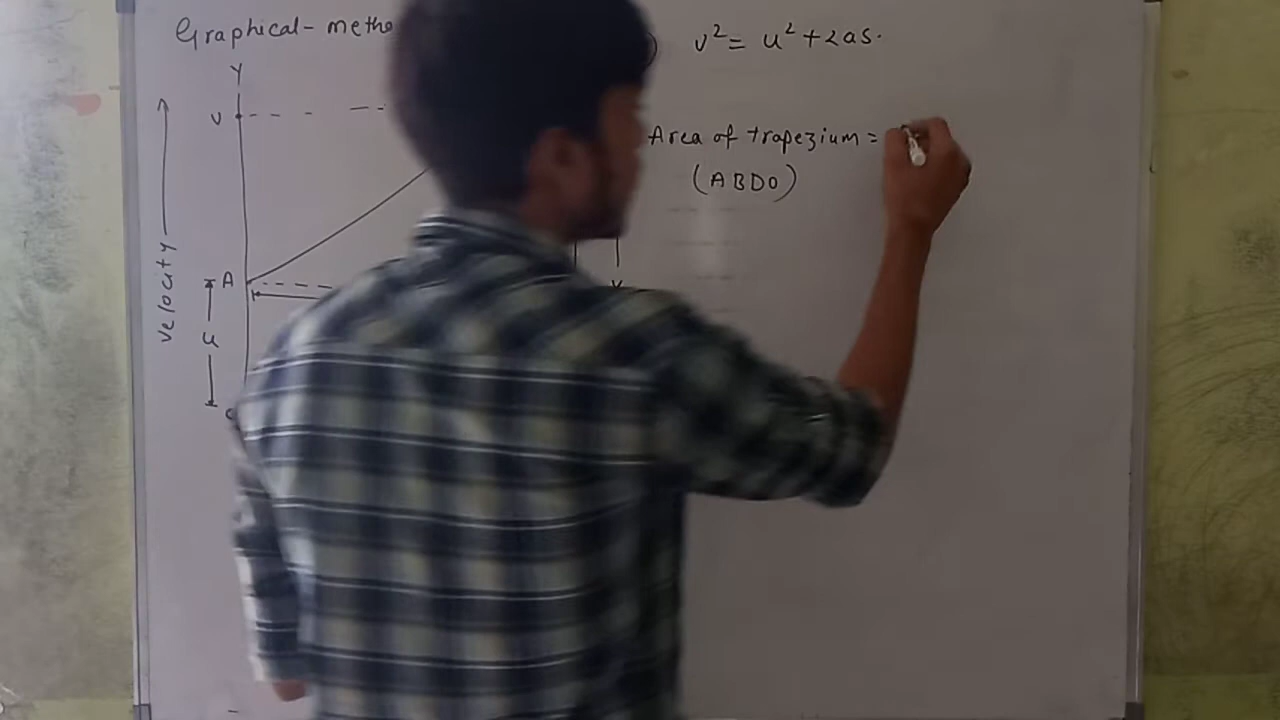 Graphical-metho
v² = u² + 2as.
Y
v
Area of trapezium =
(ABDO)
A
u
velocity